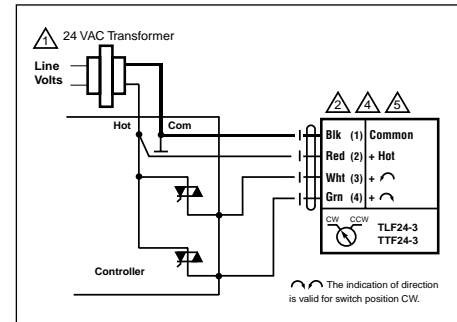 1 24 VAC Transformer
Line
Volts
Hot Com
2 4 5
Blk (1) Common
Red (2) + Hot
Wht (3) +
Grn (4) +
CW CCW
TLF24-3
TTF24-3
Controller
The indication of direction
is valid for switch position CW.